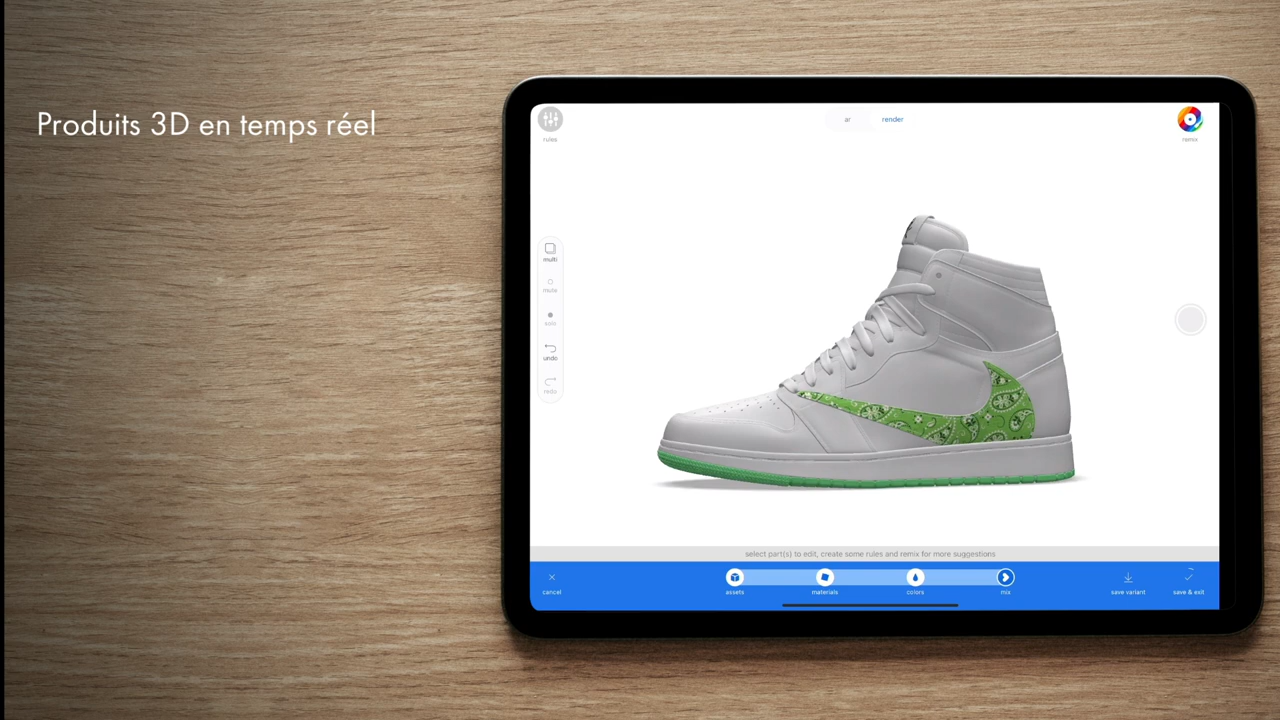 Produits 3D en temps réel
rules
ar
render
remix
multi
mute
solo
undo
redo
select part(s) to edit, create some rules and remix for more suggestions
cancel
assets
materials
colors
mix
save variant
save & exit